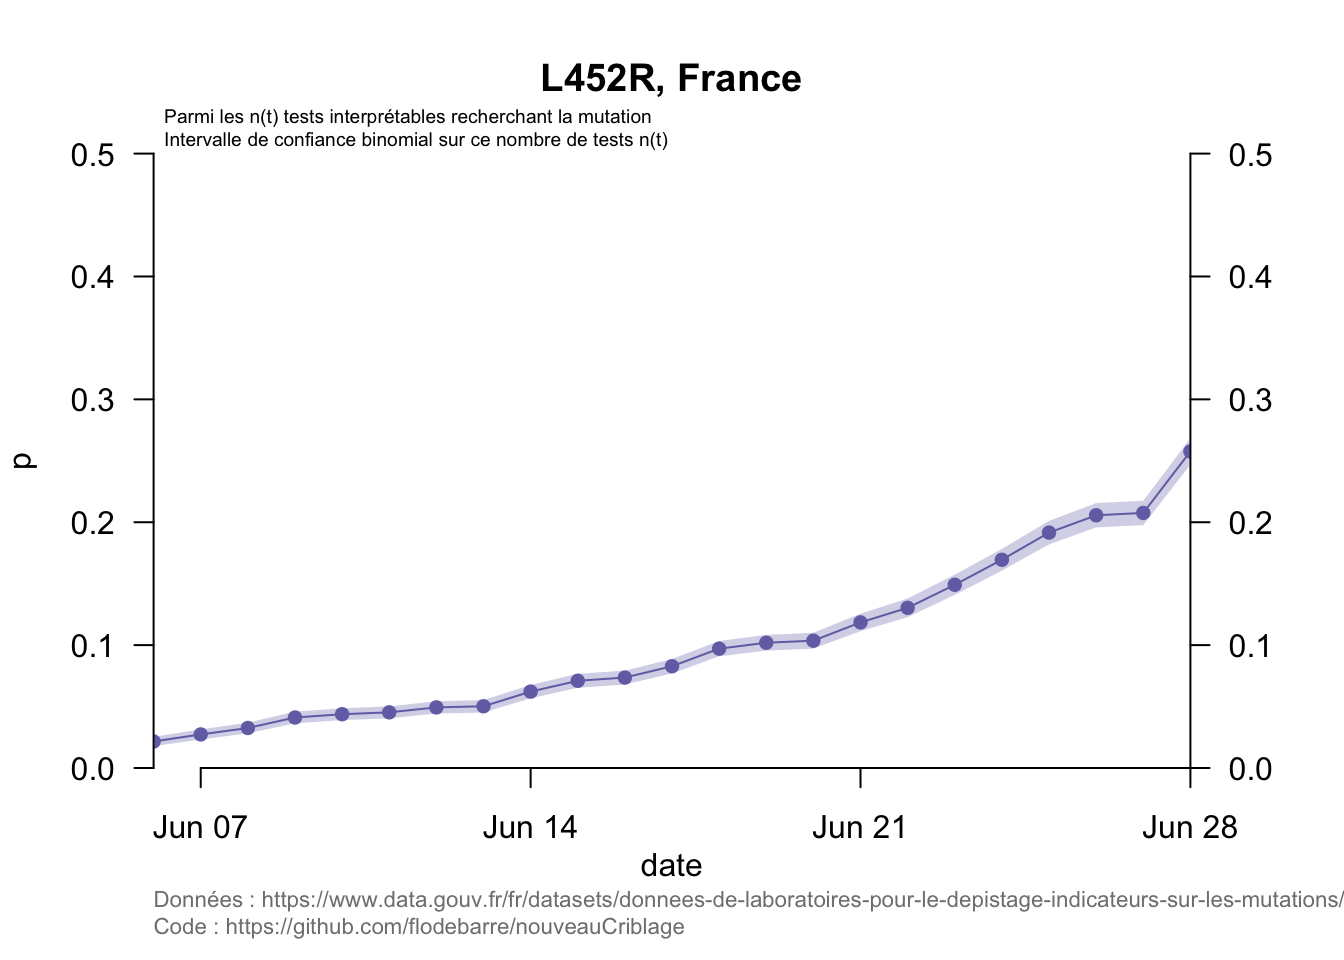 L452R, France
Parmi les n(t) tests interprétables recherchant la mutation
Intervalle de confiance binomial sur ce nombre de tests n(t)
0.5 0.5
0.4 0.4
0.3 0.3
p
0.2 0.2
0.1 0.1
0.0 0.0
Jun 07 Jun 14 Jun 21 Jun 28
date
Données : https://www.data.gouv.fr/fr/datasets/donnees-de-laboratoires-pour-le-depistage-indicateurs-sur-les-mutations/
Code : https://github.com/flodebarre/nouveauCriblage